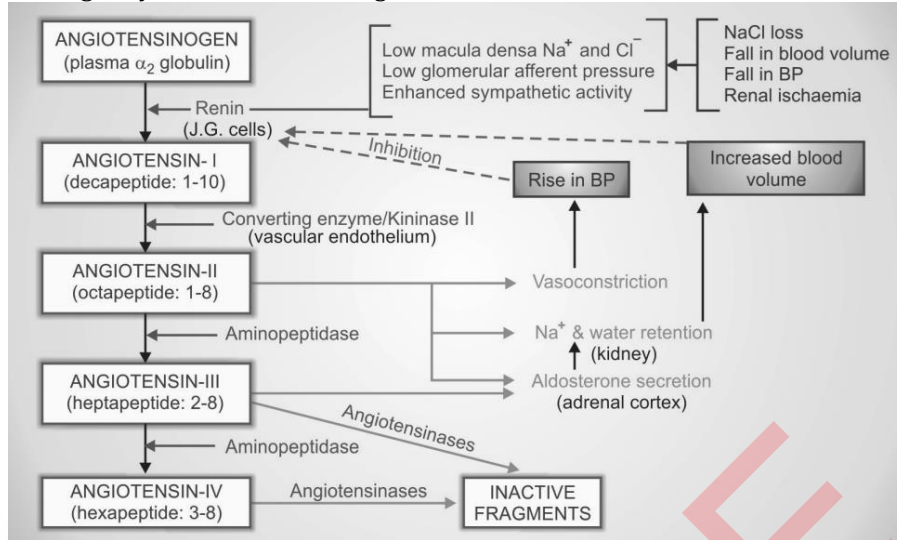 ANGIOTENSINOGEN
(plasma α₂ globulin)
Low macula densa Na⁺ and Cl⁻
Low glomerular afferent pressure
Enhanced sympathetic activity
NaCl loss
Fall in blood volume
Fall in BP
Renal ischaemia
Renin
(J.G. cells)
Inhibition
ANGIOTENSIN- I
(decapeptide: 1-10)
Rise in BP
Increased blood
volume
Converting enzyme/Kininase II
(vascular endothelium)
ANGIOTENSIN-II
(octapeptide: 1-8)
Vasoconstriction
Aminopeptidase
Na⁺ & water retention
(kidney)
ANGIOTENSIN-III
(heptapeptide: 2-8)
Aldosterone secretion
(adrenal cortex)
Angiotensinases
Aminopeptidase
ANGIOTENSIN-IV
(hexapeptide: 3-8)
Angiotensinases
INACTIVE
FRAGMENTS